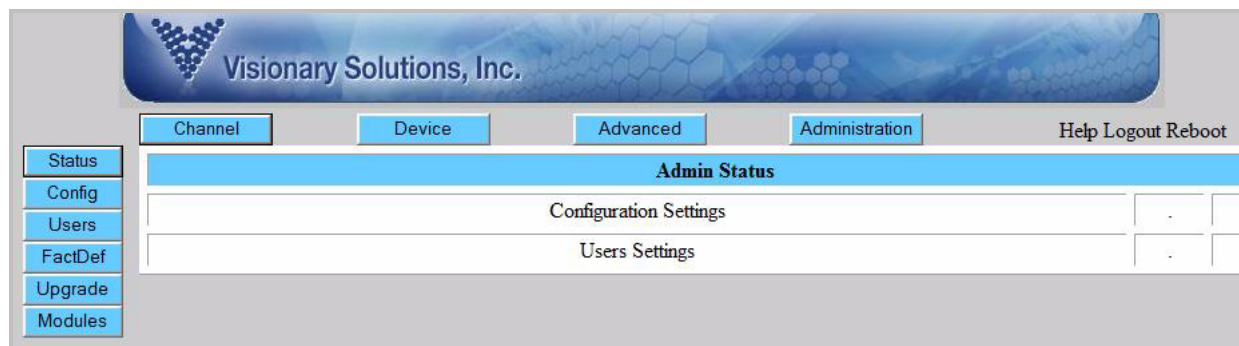 Visionary Solutions, Inc.
Channel Device Advanced Administration Help Logout Reboot
Status
Config
Users
FactDef
Upgrade
Modules
Admin Status
Configuration Settings .
Users Settings .